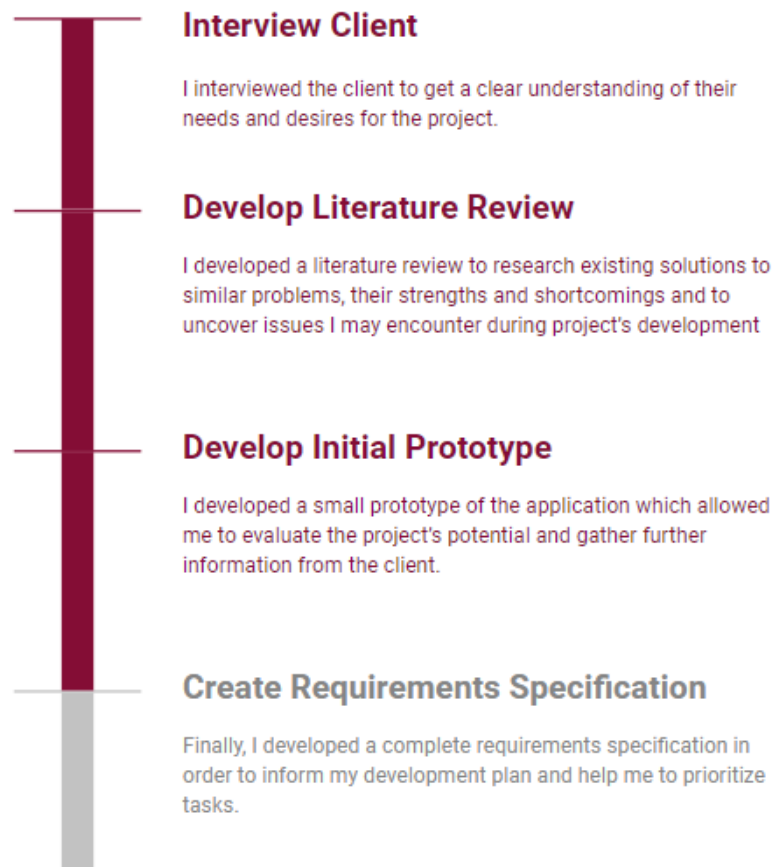 Interview Client
I interviewed the client to get a clear understanding of their
needs and desires for the project.
Develop Literature Review
I developed a literature review to research existing solutions to
similar problems, their strengths and shortcomings and to
uncover issues I may encounter during project's development
Develop Initial Prototype
I developed a small prototype of the application which allowed
me to evaluate the project's potential and gather further
information from the client.
Create Requirements Specification
Finally, I developed a complete requirements specification in
order to inform my development plan and help me to prioritize
tasks.